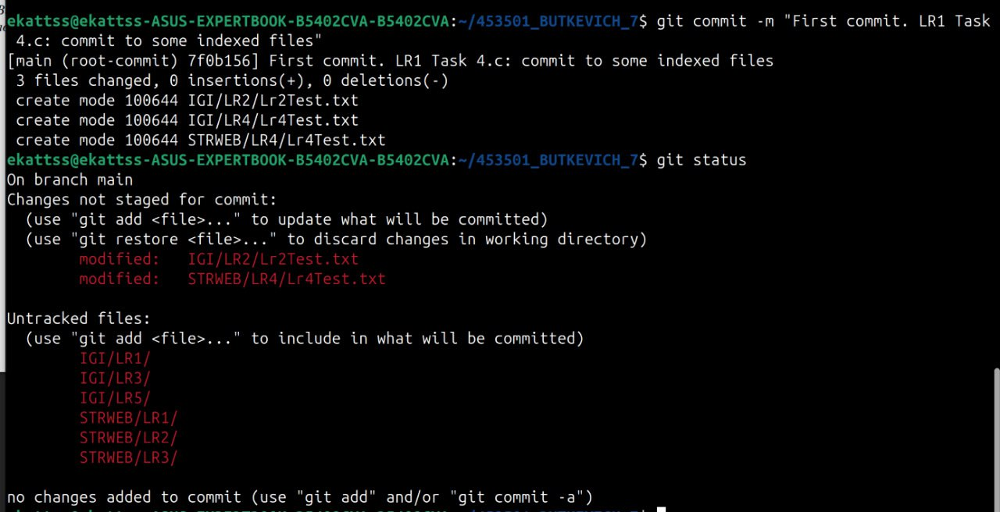 ekattss@ekattss-ASUS-EXPERTBOOK-B5402CVA-B5402CVA:~/453501_BUTKEVICH_7$ git commit -m "First commit. LR1 Task
 4.c: commit to some indexed files"
[main (root-commit) 7f0b156] First commit. LR1 Task 4.c: commit to some indexed files
 3 files changed, 0 insertions(+), 0 deletions(-)
 create mode 100644 IGI/LR2/Lr2Test.txt
 create mode 100644 IGI/LR4/Lr4Test.txt
 create mode 100644 STRWEB/LR4/Lr4Test.txt
ekattss@ekattss-ASUS-EXPERTBOOK-B5402CVA-B5402CVA:~/453501_BUTKEVICH_7$ git status
On branch main
Changes not staged for commit:
  (use "git add <file>..." to update what will be committed)
  (use "git restore <file>..." to discard changes in working directory)
        modified:   IGI/LR2/Lr2Test.txt
        modified:   STRWEB/LR4/Lr4Test.txt

Untracked files:
  (use "git add <file>..." to include in what will be committed)
        IGI/LR1/
        IGI/LR3/
        IGI/LR5/
        STRWEB/LR1/
        STRWEB/LR2/
        STRWEB/LR3/

no changes added to commit (use "git add" and/or "git commit -a")
ekattss@ekattss-ASUS-EXPERTBOOK-B5402CVA-B5402CVA:~/453501_BUTKEVICH_7$